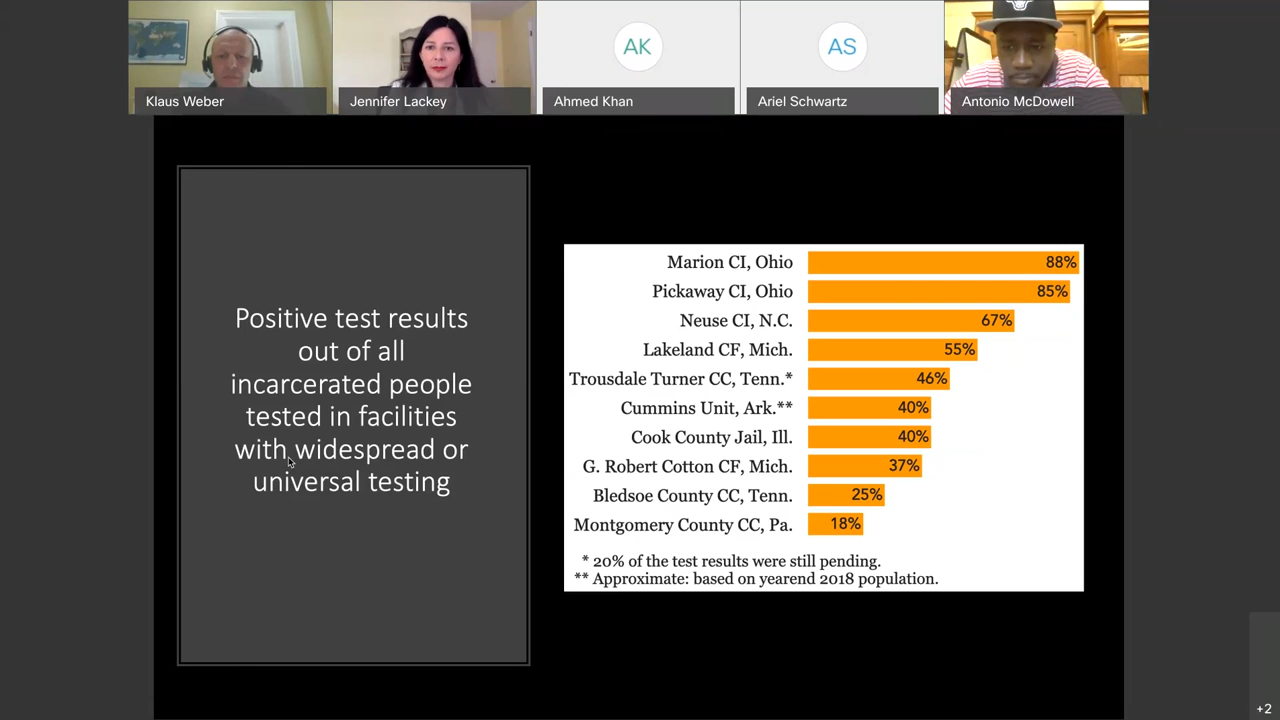 AK
AS
Klaus Weber
Jennifer Lackey
Ahmed Khan
Ariel Schwartz
Antonio McDowell
Positive test results
out of all
incarcerated people
tested in facilities
with widespread or
universal testing
Marion CI, Ohio 88%
Pickaway CI, Ohio 85%
Neuse CI, N.C. 67%
Lakeland CF, Mich. 55%
Trousdale Turner CC, Tenn.* 46%
Cummins Unit, Ark.** 40%
Cook County Jail, Ill. 40%
G. Robert Cotton CF, Mich. 37%
Bledsoe County CC, Tenn. 25%
Montgomery County CC, Pa. 18%
* 20% of the test results were still pending.
** Approximate: based on yearend 2018 population.
+2